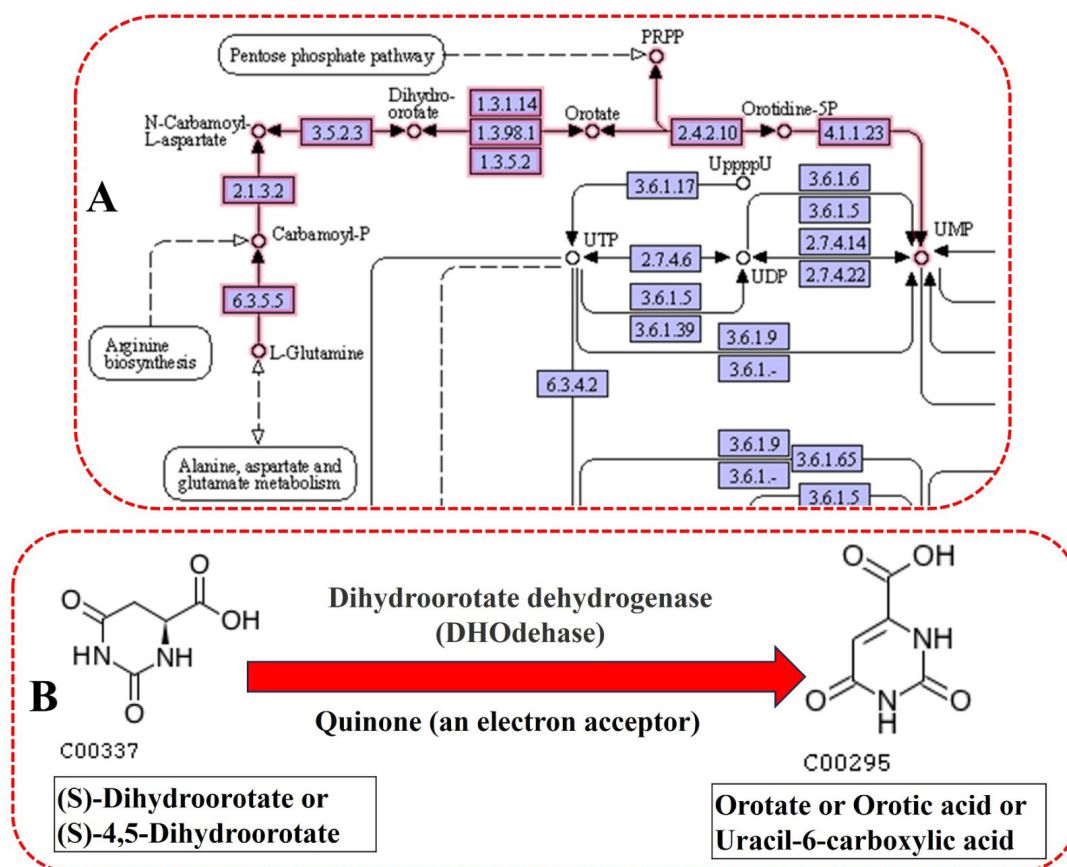 PRPP
Pentose phosphate pathway
Dihydro-
orotate
1.3.1.14
1.3.98.1
1.3.5.2
Orotate
Orotidine-5P
N-Carbamoyl-
L-aspartate
3.5.2.3
2.4.2.10
4.1.1.23
UppppU
A
2.1.3.2
3.6.1.17
3.6.1.6
3.6.1.5
Carbamoyl-P
UTP
2.7.4.6
UDP
2.7.4.14
2.7.4.22
UMP
6.3.5.5
3.6.1.5
3.6.1.39
Arginine
biosynthesis
L-Glutamine
3.6.1.9
3.6.1.-
6.3.4.2
Alanine, aspartate and
glutamate metabolism
3.6.1.9
3.6.1.-
3.6.1.65
3.6.1.5
B
O
O
OH
HN
NH
O
C00337
(S)-Dihydroorotate or
(S)-4,5-Dihydroorotate
Dihydroorotate dehydrogenase
(DHOdehase)
Quinone (an electron acceptor)
O
OH
NH
O
N
H
O
C00295
Orotate or Orotic acid or
Uracil-6-carboxylic acid